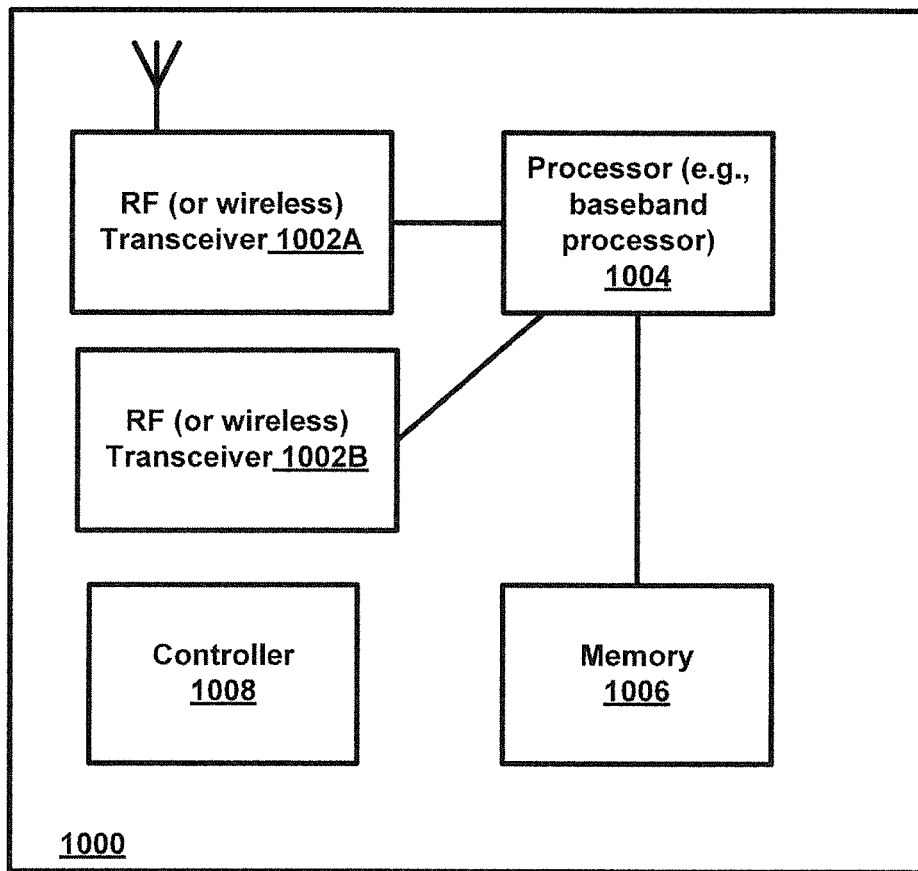 RF (or wireless)
Transceiver 1002A
Processor (e.g.,
baseband
processor)
1004
RF (or wireless)
Transceiver 1002B
Controller
1008
Memory
1006
1000